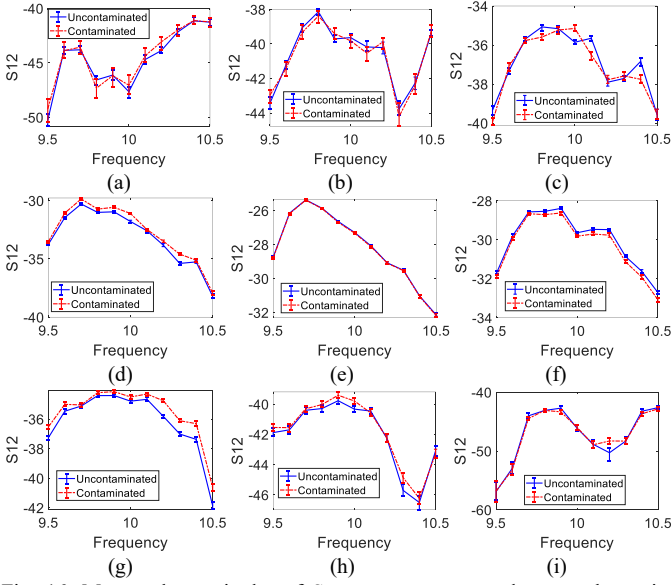 -40
-45
-50
S12
Uncontaminated
Contaminated
9.5 10 10.5
Frequency
(a)
-38
-40
-42
-44
S12
Uncontaminated
Contaminated
9.5 10 10.5
Frequency
(b)
-34
-36
-38
-40
S12
Uncontaminated
Contaminated
9.5 10 10.5
Frequency
(c)
-30
-35
-40
S12
Uncontaminated
Contaminated
9.5 10 10.5
Frequency
(d)
-26
-28
-30
-32
S12
Uncontaminated
Contaminated
9.5 10 10.5
Frequency
(e)
-28
-30
-32
-34
S12
Uncontaminated
Contaminated
9.5 10 10.5
Frequency
(f)
-36
-38
-40
-42
S12
Uncontaminated
Contaminated
9.5 10 10.5
Frequency
(g)
-40
-42
-44
-46
S12
Uncontaminated
Contaminated
9.5 10 10.5
Frequency
(h)
-40
-50
-60
S12
Uncontaminated
Contaminated
9.5 10 10.5
Frequency
(i)